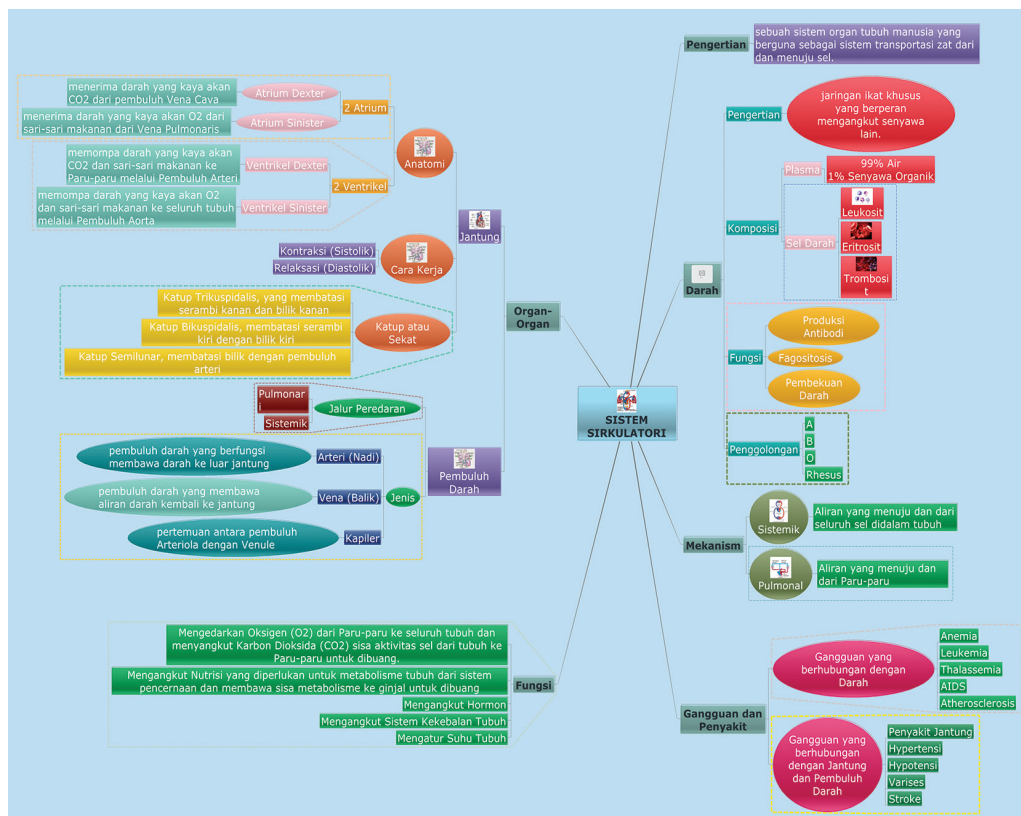 SISTEM
SIRKULATORI
Pengertian
sebuah sistem organ tubuh manusia yang
berguna sebagai sistem transportasi zat dari
dan menuju sel.
Darah
Pengertian
jaringan ikat khusus
yang berperan
mengangkut senyawa
lain.
Komposisi
Plasma
99% Air
1% Senyawa Organik
Sel Darah
Leukosit
Eritrosit
Trombosi
t
Fungsi
Produksi
Antibodi
Fagositosis
Pembekuan
Darah
Penggolongan
A
B
O
Rhesus
Mekanism
Sistemik
Aliran yang menuju dan dari
seluruh sel didalam tubuh
Pulmonal
Aliran yang menuju dan
dari Paru-paru
Gangguan dan
Penyakit
Gangguan yang
berhubungan dengan
Darah
Anemia
Leukemia
Thalassemia
AIDS
Atherosclerosis
Gangguan yang
berhubungan
dengan Jantung
dan Pembuluh
Darah
Penyakit Jantung
Hypertensi
Hypotensi
Varises
Stroke
Organ-
Organ
Jantung
Anatomi
2 Atrium
Atrium Dexter
menerima darah yang kaya akan
CO2 dari pembuluh Vena Cava
Atrium Sinister
menerima darah yang kaya akan O2 dari
sari-sari makanan dari Vena Pulmonaris
2 Ventrikel
Ventrikel Dexter
memompa darah yang kaya akan
CO2 dan sari-sari makanan ke
Paru-paru melalui Pembuluh Arteri
Ventrikel Sinister
memompa darah yang kaya akan O2
dan sari-sari makanan ke seluruh tubuh
melalui Pembuluh Aorta
Cara Kerja
Kontraksi (Sistolik)
Relaksasi (Diastolik)
Katup atau
Sekat
Katup Trikuspidalis, yang membatasi
serambi kanan dan bilik kanan
Katup Bikuspidalis, membatasi serambi
kiri dengan bilik kiri
Katup Semilunar, membatasi bilik dengan pembuluh
arteri
Pembuluh
Darah
Jalur Peredaran
Pulmonar
i
Sistemik
Jenis
Arteri (Nadi)
pembuluh darah yang berfungsi
membawa darah ke luar jantung
Vena (Balik)
pembuluh darah yang membawa
aliran darah kembali ke jantung
Kapiler
pertemuan antara pembuluh
Arteriola dengan Venule
Fungsi
Mengedarkan Oksigen (O2) dari Paru-paru ke seluruh tubuh dan
menyangkut Karbon Dioksida (CO2) sisa aktivitas sel dari tubuh ke
Paru-paru untuk dibuang.
Mengangkut Nutrisi yang diperlukan untuk metabolisme tubuh dari sistem
pencernaan dan membawa sisa metabolisme ke ginjal untuk dibuang
Mengangkut Hormon
Mengangkut Sistem Kekebalan Tubuh
Mengatur Suhu Tubuh